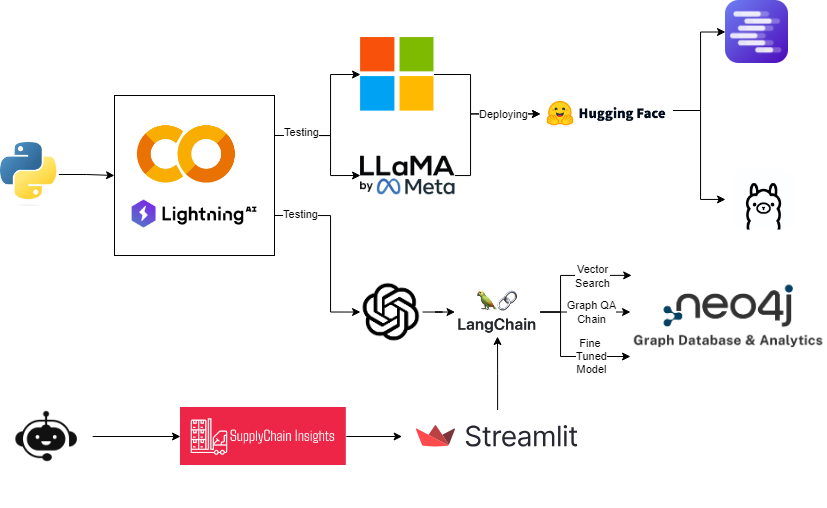 Testing
LLaMA
by Meta
Deploying
Hugging Face
Lightning AI
Testing
LangChain
Vector
Search
Graph QA
Chain
Fine
Tuned
Model
neo4j
Graph Database & Analytics
SupplyChain Insights
Streamlit